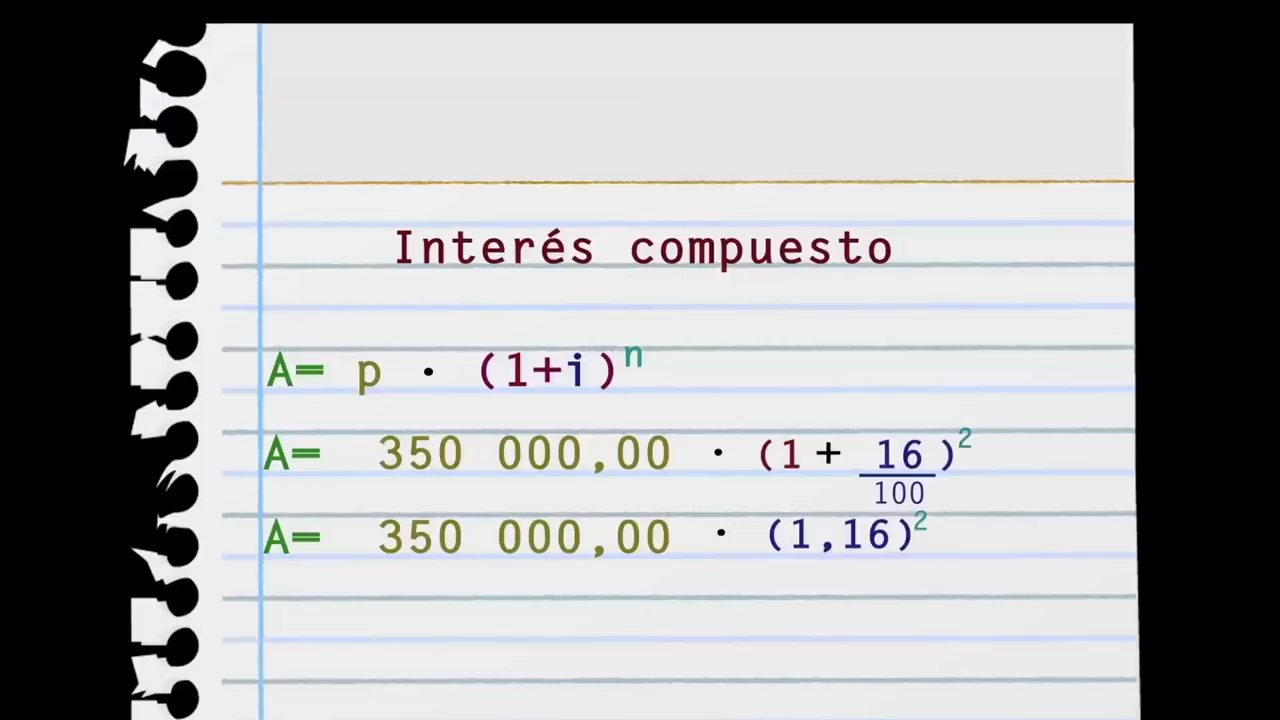 Interés compuesto
A= p · (1+i)ⁿ
A= 350 000,00 · (1 + 16/100)²
A= 350 000,00 · (1,16)²